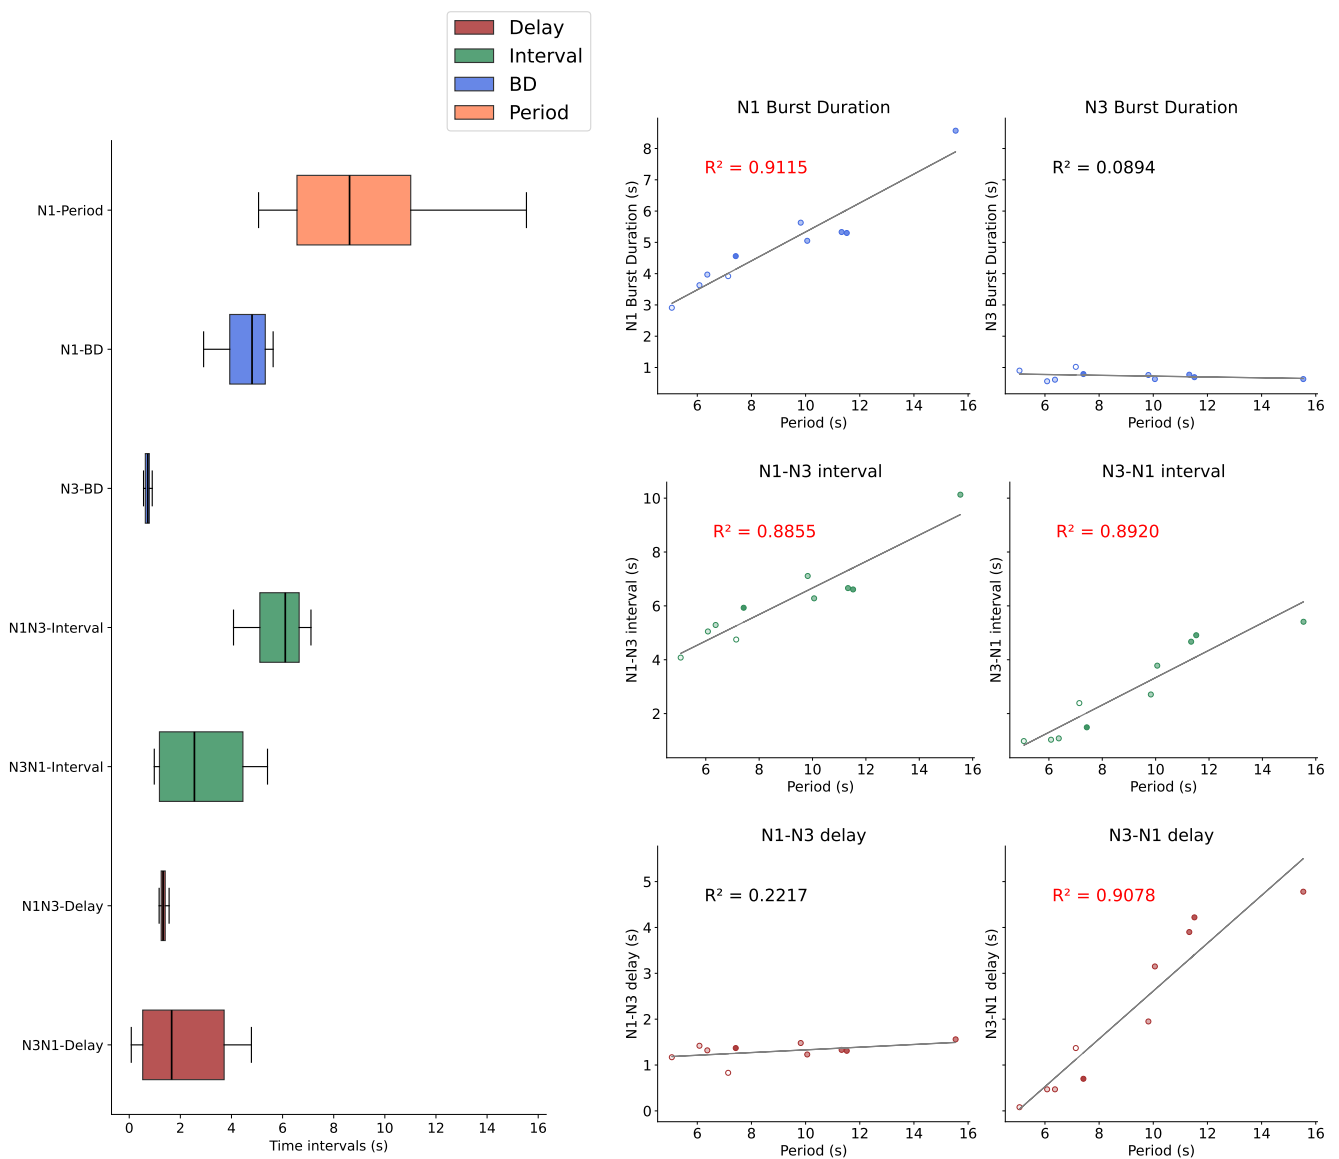 Delay
Interval
BD
Period
N1-Period
N1-BD
N3-BD
N1N3-Interval
N3N1-Interval
N1N3-Delay
N3N1-Delay
0 2 4 6 8 10 12 14 16
Time intervals (s)
N1 Burst Duration
R² = 0.9115
N1 Burst Duration (s)
8
7
6
5
4
3
2
1
6 8 10 12 14 16
Period (s)
N3 Burst Duration
R² = 0.0894
N3 Burst Duration (s)
6 8 10 12 14 16
Period (s)
N1-N3 interval
R² = 0.8855
N1-N3 interval (s)
10
8
6
4
2
6 8 10 12 14 16
Period (s)
N3-N1 interval
R² = 0.8920
N3-N1 interval (s)
6 8 10 12 14 16
Period (s)
N1-N3 delay
R² = 0.2217
N1-N3 delay (s)
5
4
3
2
1
0
6 8 10 12 14 16
Period (s)
N3-N1 delay
R² = 0.9078
N3-N1 delay (s)
6 8 10 12 14 16
Period (s)